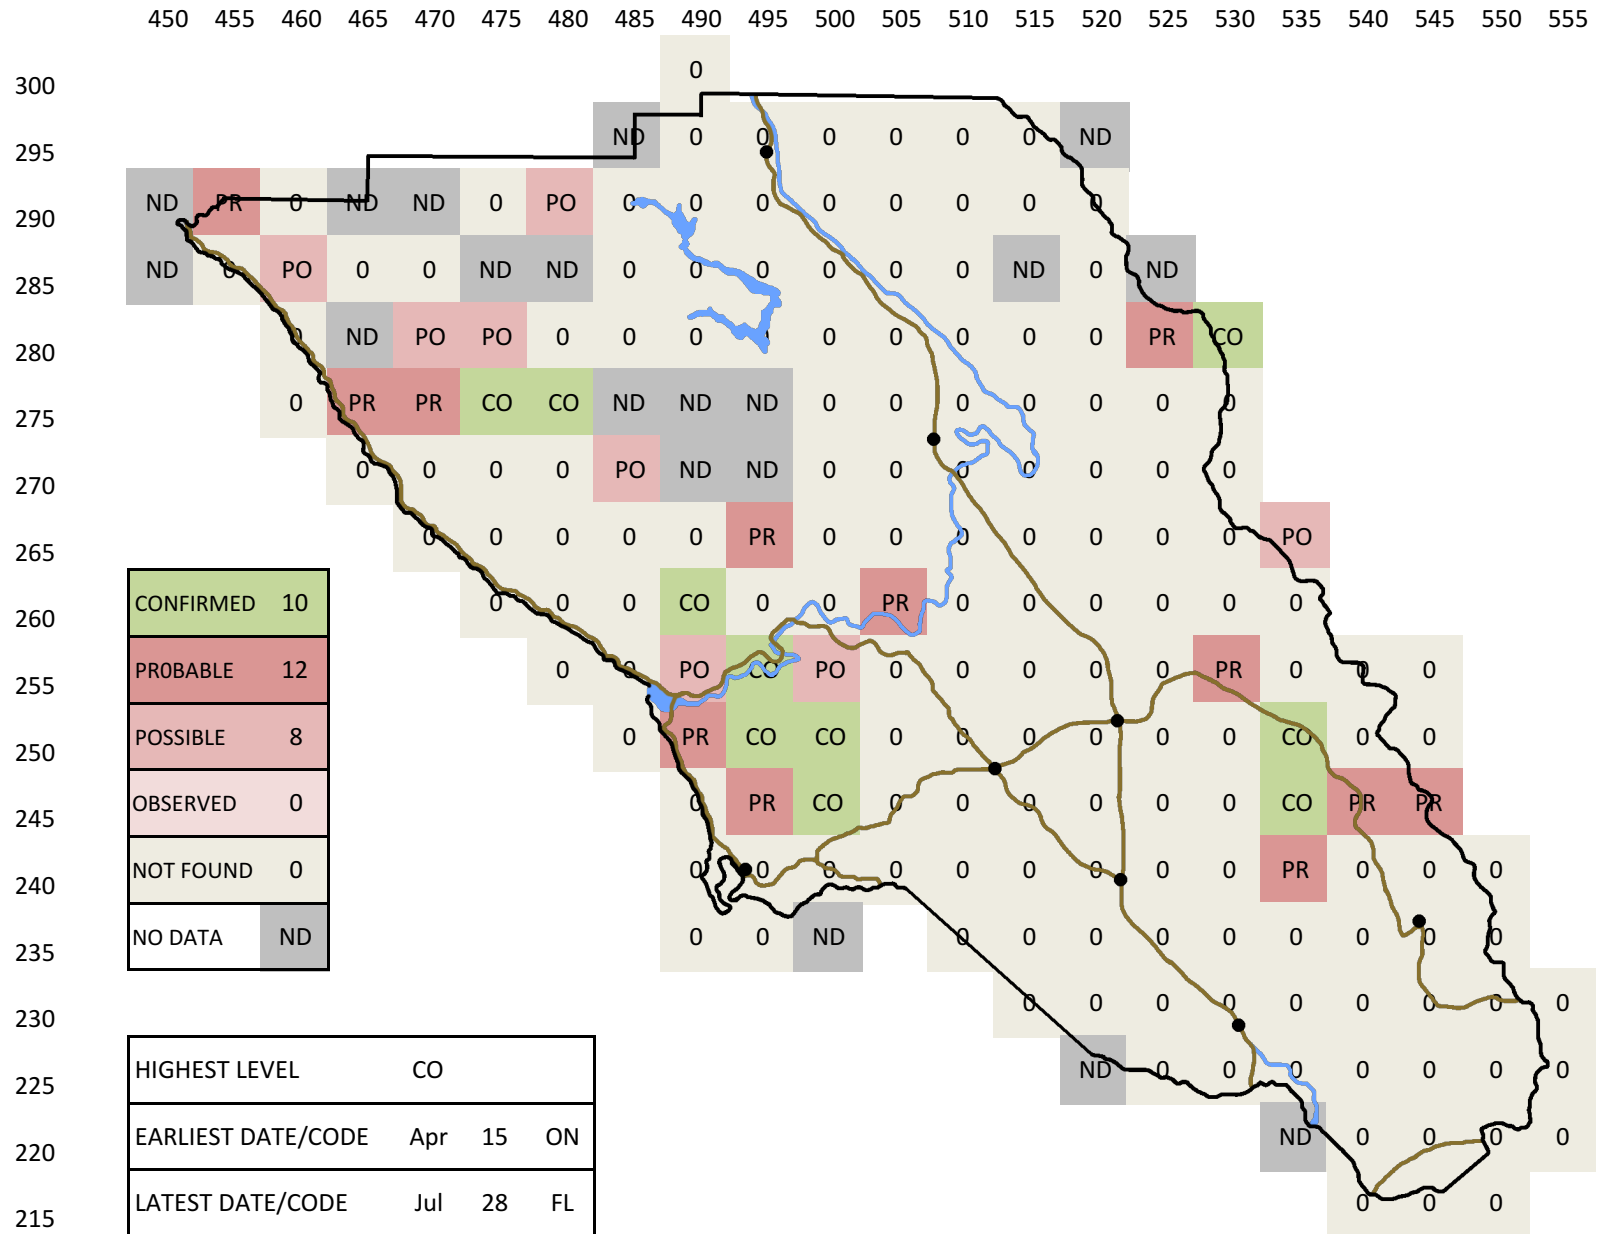 450 455 460 465 470 475 480 485 490 495 500 505 510 515 520 525 530 535 540 545 550 555
300 0
295 ND 0 0 0 0 0 0 ND
290 ND PR 0 ND ND 0 PO 0 0 0 0 0 0 0 0
285 ND 0 PO 0 0 ND ND 0 0 0 0 0 0 ND 0 ND
280 0 ND PO PO 0 0 0 0 0 0 0 0 0 PR CO
275 0 PR PR CO CO ND ND ND 0 0 0 0 0 0 0
270 0 0 0 0 PO ND ND 0 0 0 0 0 0 0
265 0 0 0 0 0 PR 0 0 0 0 0 0 0 PO
260 0 0 0 CO 0 0 PR 0 0 0 0 0 0
255 0 0 PO CO PO 0 0 0 0 0 PR 0 0 0
250 0 PR CO CO 0 0 0 0 0 0 CO 0 0
245 0 PR CO 0 0 0 0 0 0 CO PR PR
240 0 0 0 0 0 0 0 0 0 PR 0 0 0
235 0 0 ND 0 0 0 0 0 0 0 0 0
230 0 0 0 0 0 0 0 0 0
225 ND 0 0 0 0 0 0 0
220 ND 0 0 0 0
215 0 0 0
CONFIRMED 10
PR0BABLE 12
POSSIBLE 8
OBSERVED 0
NOT FOUND 0
NO DATA ND
HIGHEST LEVEL CO
EARLIEST DATE/CODE Apr 15 ON
LATEST DATE/CODE Jul 28 FL